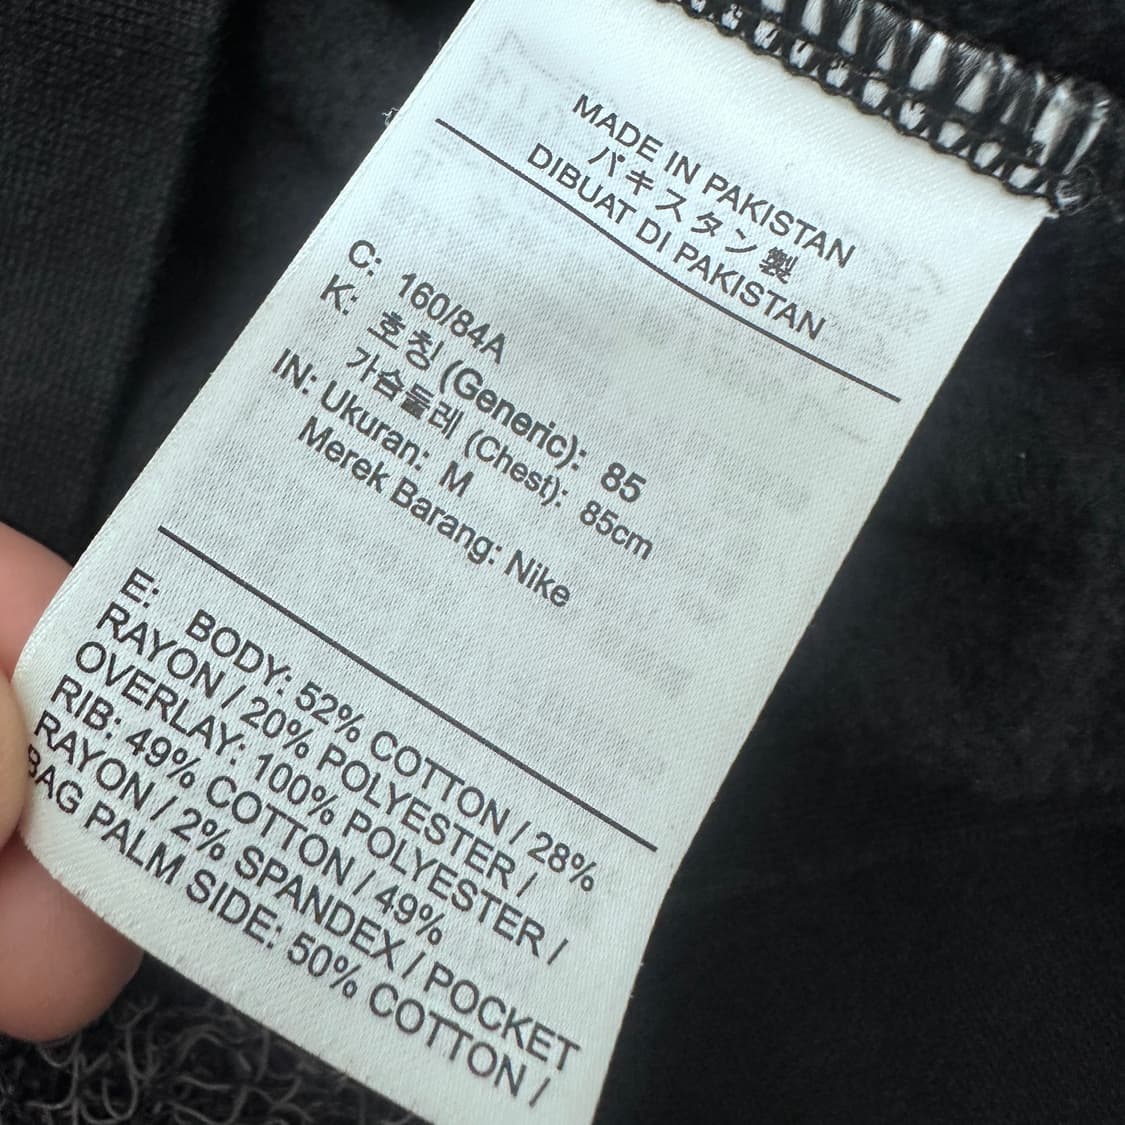 MADE IN PAKISTAN
パキスタン製
DIBUAT DI PAKISTAN
C: 160/84A
K: 호칭 (Generic): 85
가슴둘레 (Chest): 85cm
IN: Ukuran: M
Merek Barang: Nike
E: BODY: 52% COTTON / 28%
RAYON / 20% POLYESTER /
OVERLAY: 100% POLYESTER /
RIB: 49% COTTON / 49%
RAYON / 2% SPANDEX / POCKET
BAG PALM SIDE: 50% COTTON /